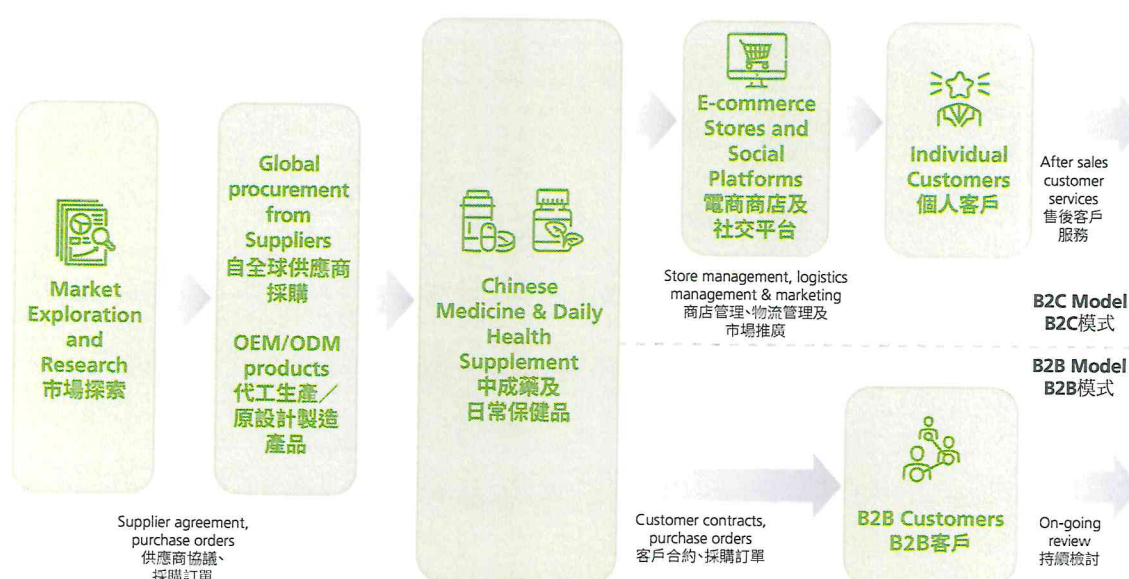 Market
Exploration
and
Research
市場探索
Global
procurement
from
Suppliers
自全球供應商
採購
OEM/ODM
products
代工生產／
原設計製造
產品
Supplier agreement,
purchase orders
供應商協議、
採購訂單
Chinese
Medicine & Daily
Health
Supplement
中成藥及
日常保健品
E-commerce
Stores and
Social
Platforms
電商商店及
社交平台
Store management, logistics
management & marketing
商店管理、物流管理及
市場推廣
Individual
Customers
個人客戶
After sales
customer
services
售後客戶
服務
B2C Model
B2C模式
B2B Model
B2B模式
Customer contracts,
purchase orders
客戶合約、採購訂單
B2B Customers
B2B客戶
On-going
review
持續檢討